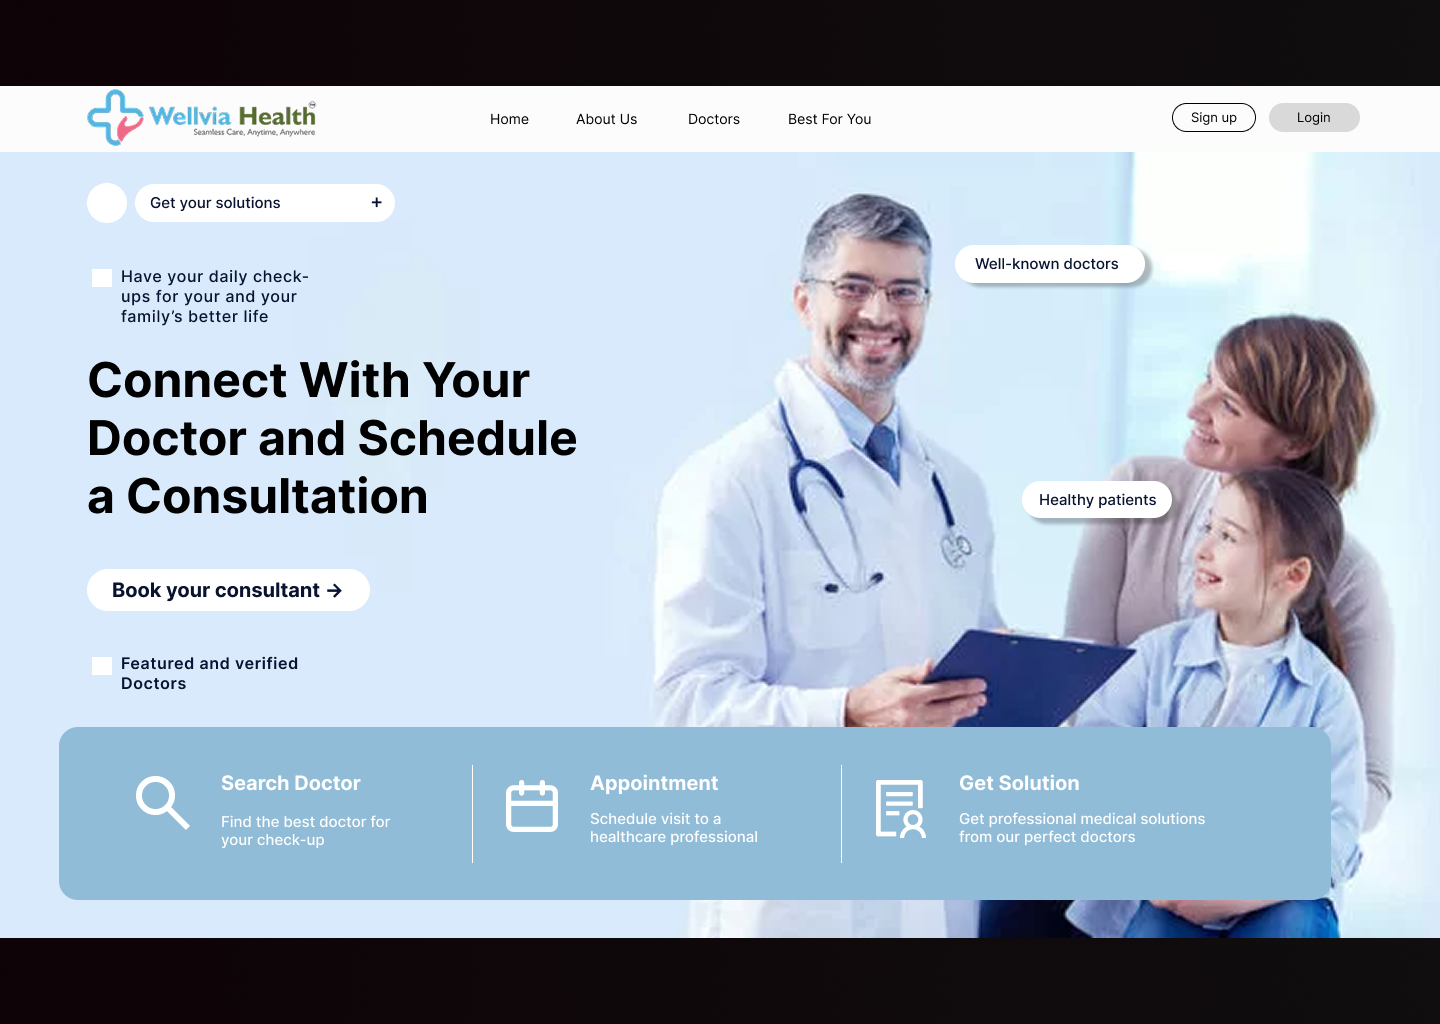 Wellvia Health
Seamless Care, Anytime, Anywhere
Home
About Us
Doctors
Best For You
Sign up
Login
Get your solutions +
Well-known doctors
Have your daily check-
ups for your and your
family’s better life
Connect With Your
Doctor and Schedule
a Consultation
Healthy patients
Book your consultant →
Featured and verified
Doctors
Search Doctor
Find the best doctor for
your check-up
Appointment
Schedule visit to a
healthcare professional
Get Solution
Get professional medical solutions
from our perfect doctors